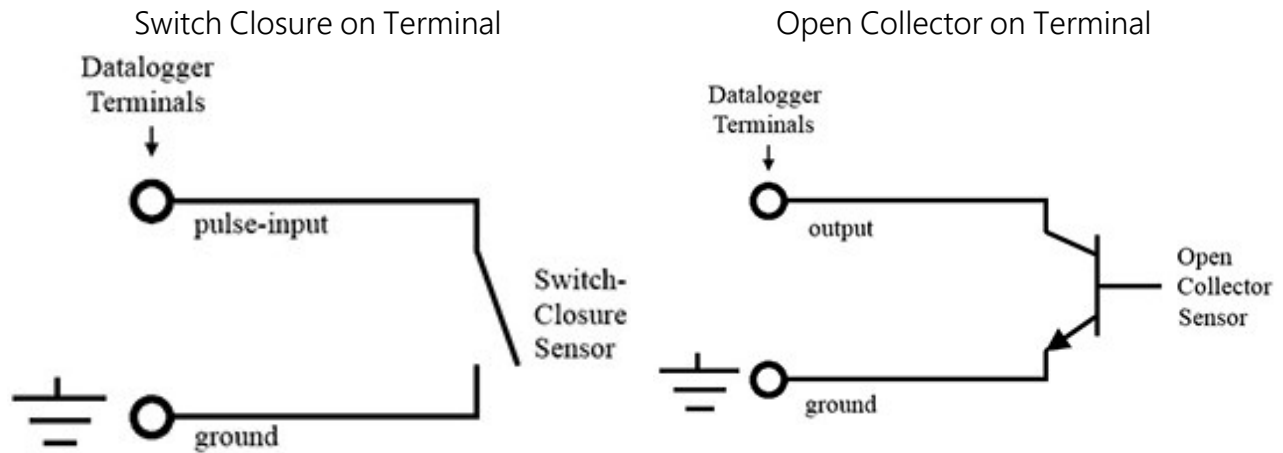 Switch Closure on Terminal
Datalogger
Terminals
pulse-input
Switch-
Closure
Sensor
ground
Open Collector on Terminal
Datalogger
Terminals
output
Open
Collector
Sensor
ground